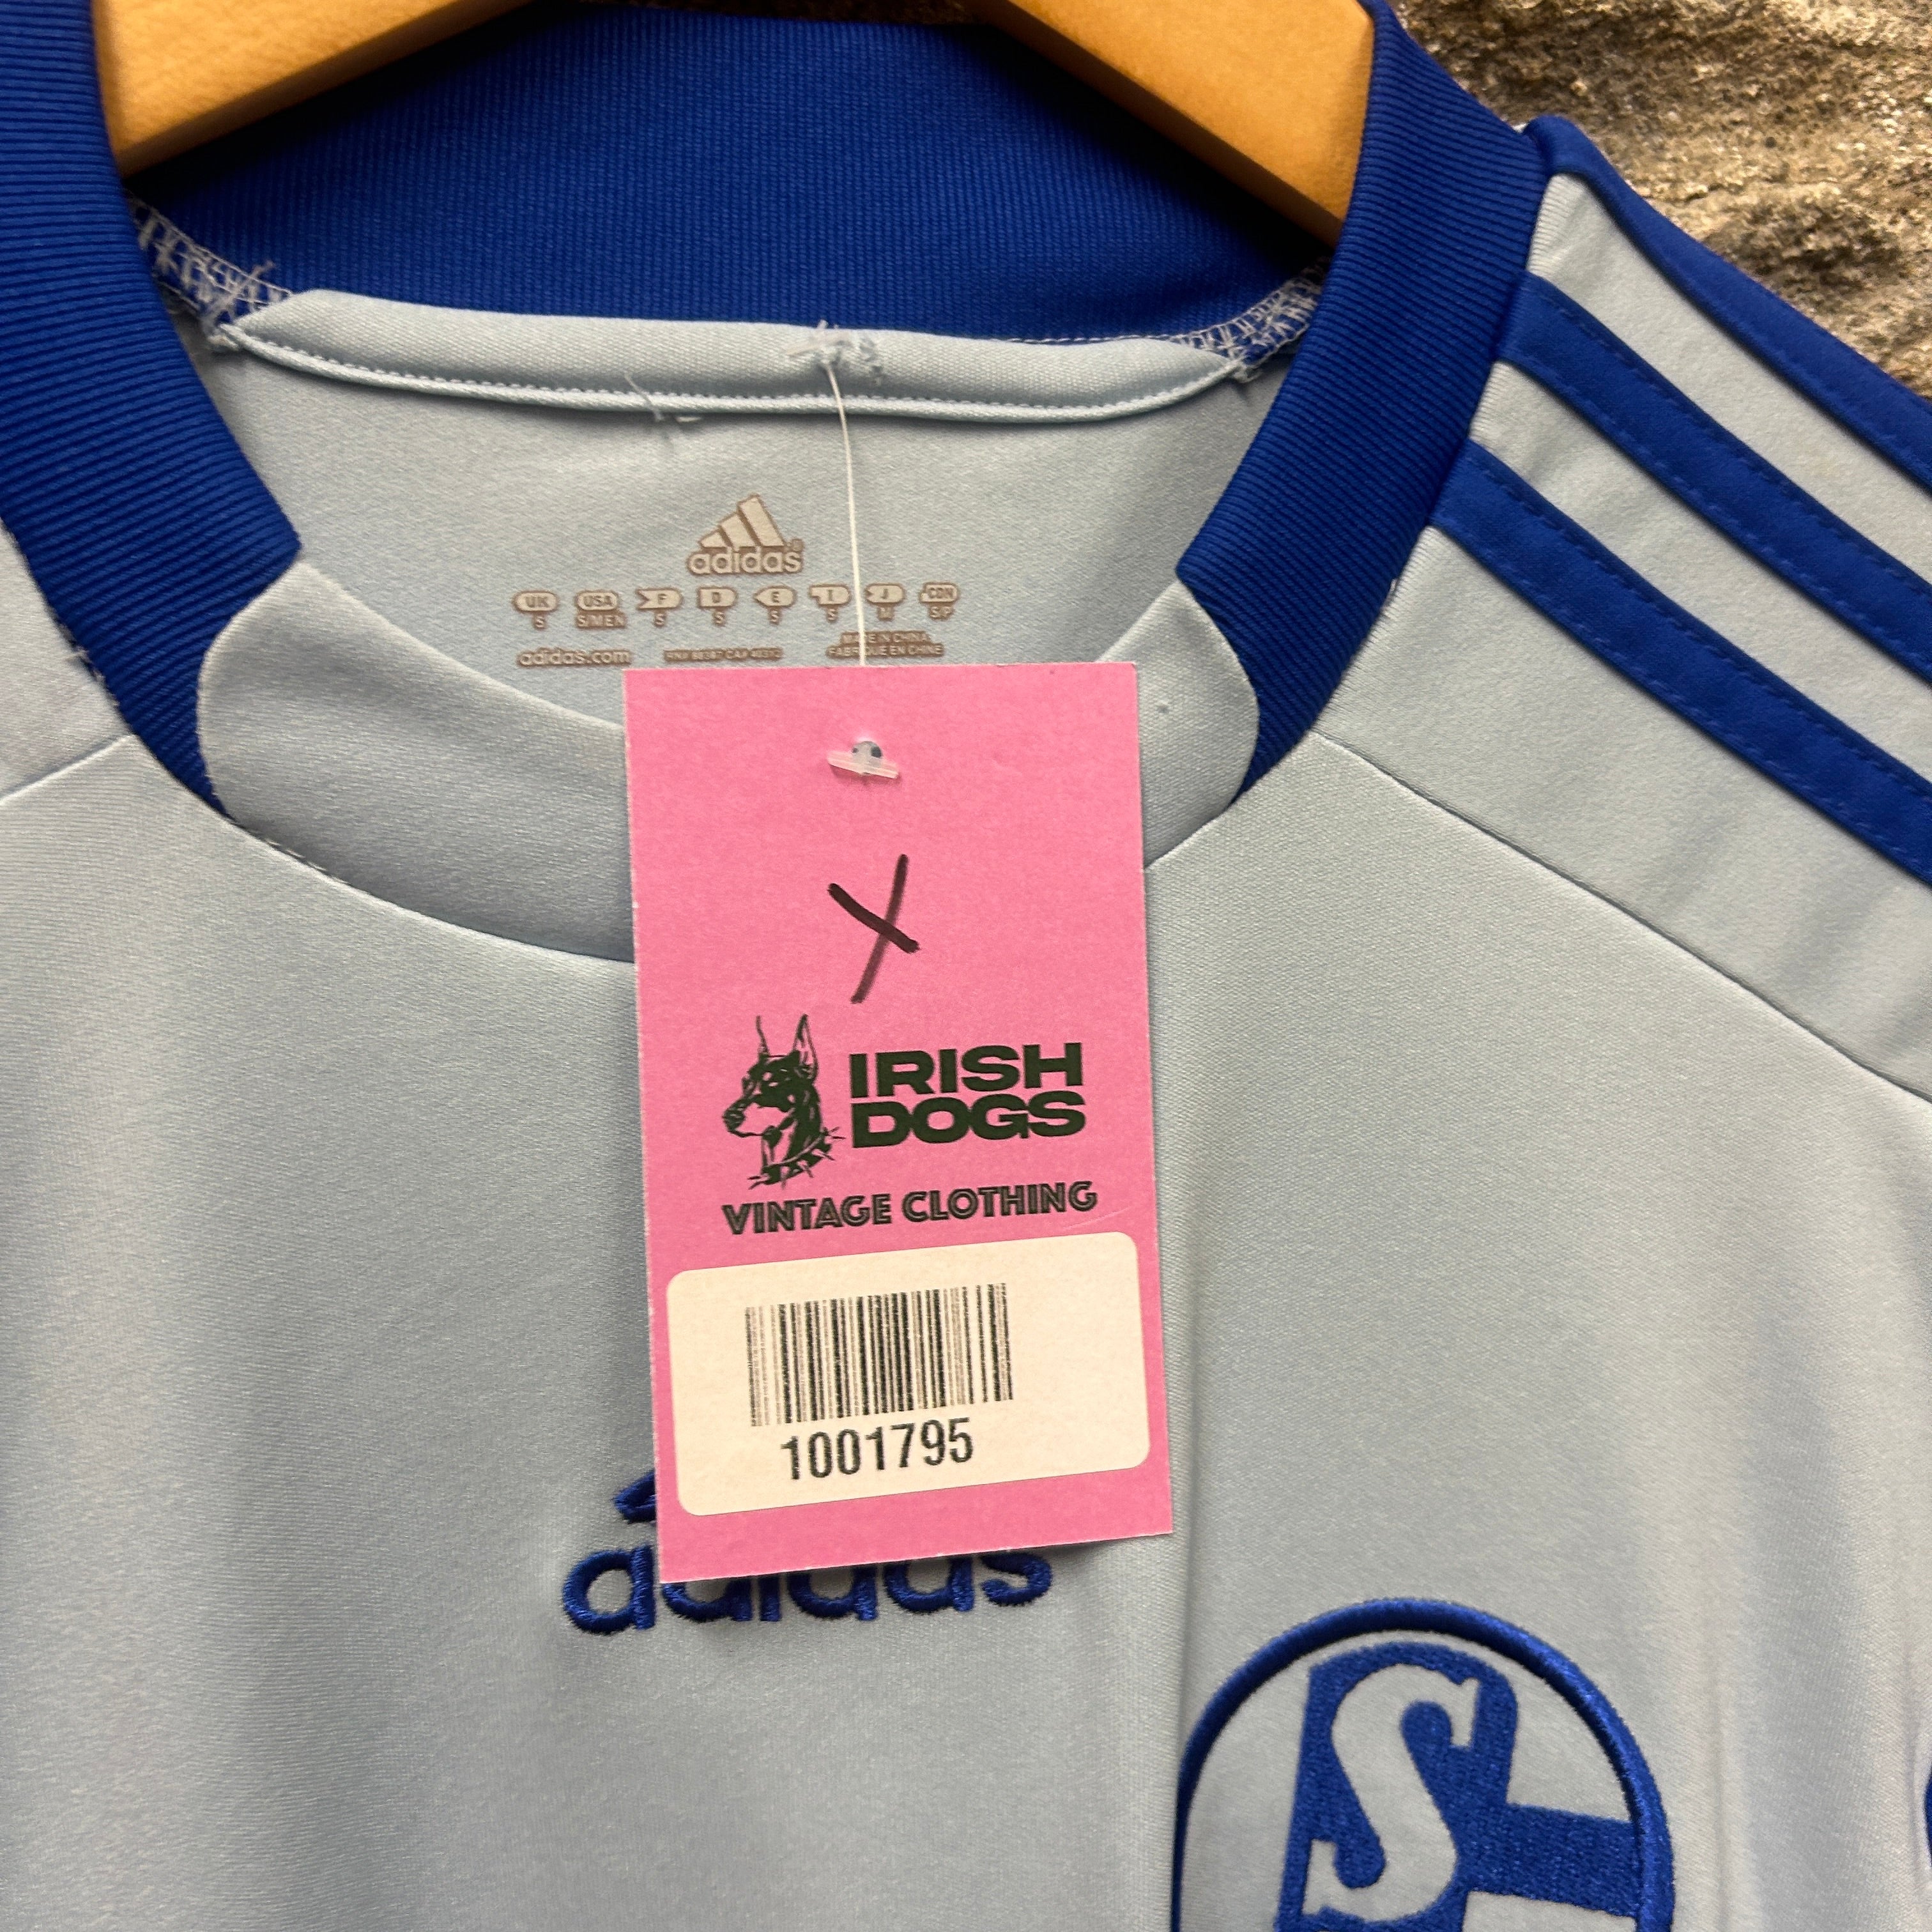 adidas
UK USA F D E I J CDN
S S/MEN S S S S M S/P
adidas.com
MADE IN CHINA
FABRIQUE EN CHINE
X
IRISH
DOGS
VINTAGE CLOTHING
1001795
adidas
S